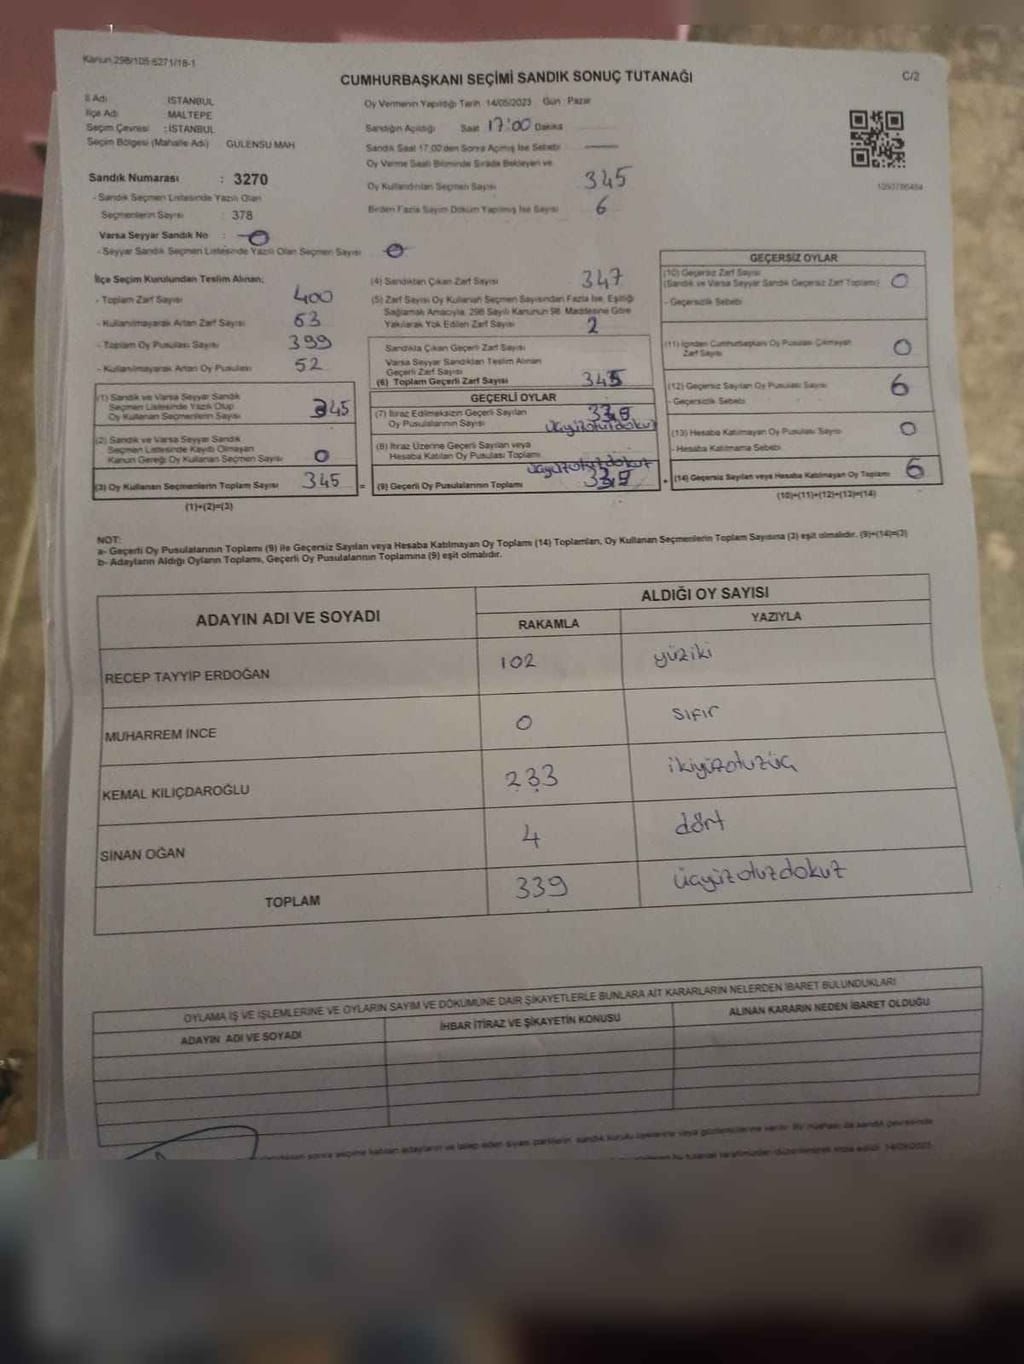 Kanun 298/105-5271/18-1
CUMHURBAŞKANI SEÇİMİ SANDIK SONUÇ TUTANAĞI
C/2
İl Adı İSTANBUL
İlçe Adı MALTEPE
Seçim Çevresi : İSTANBUL
Seçim Bölgesi (Mahalle Adı) GÜLENSU MAH
Sandık Numarası : 3270
- Sandık Seçmen Listesinde Yazılı Olan
Seçmenlerin Sayısı : 378
Varsa Seyyar Sandık No : 0
- Seyyar Sandık Seçmen Listesinde Yazılı Olan Seçmen Sayısı 0
Oy Vermenin Yapıldığı Tarih 14/05/2023 Gün : Pazar
Sandığın Açıldığı Saat 17:00 Dakika
Sandık Saat 17.00'den Sonra Açılmış İse Sebebi
Oy Verme Saati Bitiminde Sırada Bekleyen ve
Oy Kullandırılan Seçmen Sayısı 345
Birden Fazla Sayım Döküm Yapılmış İse Sayısı 6
İlçe Seçim Kurulundan Teslim Alınan;
- Toplam Zarf Sayısı 400
- Kullanılmayarak Artan Zarf Sayısı 63
- Toplam Oy Pusulası Sayısı 399
- Kullanılmayarak Artan Oy Pusulası 52
(1) Sandık ve Varsa Seyyar Sandık
Seçmen Listesinde Yazılı Olup
Oy Kullanan Seçmenlerin Sayısı 345
(2) Sandık ve Varsa Seyyar Sandık
Seçmen Listesinde Kaydı Olmayan
Kanun Gereği Oy Kullanan Seçmen Sayısı 0
(3) Oy Kullanan Seçmenlerin Toplam Sayısı 345
(1)+(2)=(3)
(4) Sandıktan Çıkan Zarf Sayısı 347
(5) Zarf Sayısı Oy Kullanan Seçmen Sayısından Fazla İse, Eşitliği
Sağlamak Amacıyla, 298 Sayılı Kanunun 98. Maddesine Göre
Yakılarak Yok Edilen Zarf Sayısı 2
Sandıkta Çıkan Geçerli Zarf Sayısı
Varsa Seyyar Sandıktan Teslim Alınan
Geçerli Zarf Sayısı
(6) Toplam Geçerli Zarf Sayısı 345
GEÇERLİ OYLAR
(7) İtiraz Edilmeksizin Geçerli Sayılan
Oy Pusulalarının Sayısı 339 üçyüzotuzdokuz
(8) İtiraz Üzerine Geçerli Sayılan veya
Hesaba Katılan Oy Pusulası Toplamı
üçyüzotuzdokuz
= (9) Geçerli Oy Pusulalarının Toplamı 339
GEÇERSİZ OYLAR
(10) Geçersiz Zarf Sayısı
(Sandık ve Varsa Seyyar Sandık Geçersiz Zarf Toplamı) 0
- Geçersizlik Sebebi
(11) İçinden Cumhurbaşkanı Oy Pusulası Çıkmayan
Zarf Sayısı 0
(12) Geçersiz Sayılan Oy Pusulası Sayısı 6
- Geçersizlik Sebebi
(13) Hesaba Katılmayan Oy Pusulası Sayısı 0
- Hesaba Katılmama Sebebi
+ (14) Geçersiz Sayılan veya Hesaba Katılmayan Oy Toplamı 6
(10)+(11)+(12)+(13)=(14)
NOT:
a- Geçerli Oy Pusulalarının Toplamı (9) ile Geçersiz Sayılan veya Hesaba Katılmayan Oy Toplamı (14) Toplamları, Oy Kullanan Seçmenlerin Toplam Sayısına (3) eşit olmalıdır. (9)+(14)=(3)
b- Adayların Aldığı Oyların Toplamı, Geçerli Oy Pusulalarının Toplamına (9) eşit olmalıdır.
ADAYIN ADI VE SOYADI
ALDIĞI OY SAYISI
RAKAMLA YAZIYLA
RECEP TAYYİP ERDOĞAN 102 yüziki
MUHARREM İNCE 0 sıfır
KEMAL KILIÇDAROĞLU 233 ikiyüzotuzüç
SİNAN OĞAN 4 dört
TOPLAM 339 üçyüzotuzdokuz
OYLAMA İŞ VE İŞLEMLERİNE VE OYLARIN SAYIM VE DÖKÜMÜNE DAİR ŞİKAYETLERLE BUNLARA AİT KARARLARIN NELERDEN İBARET BULUNDUKLARI
ADAYIN ADI VE SOYADI İHBAR İTİRAZ VE ŞİKAYETİN KONUSU ALINAN KARARIN NEDEN İBARET OLDUĞU